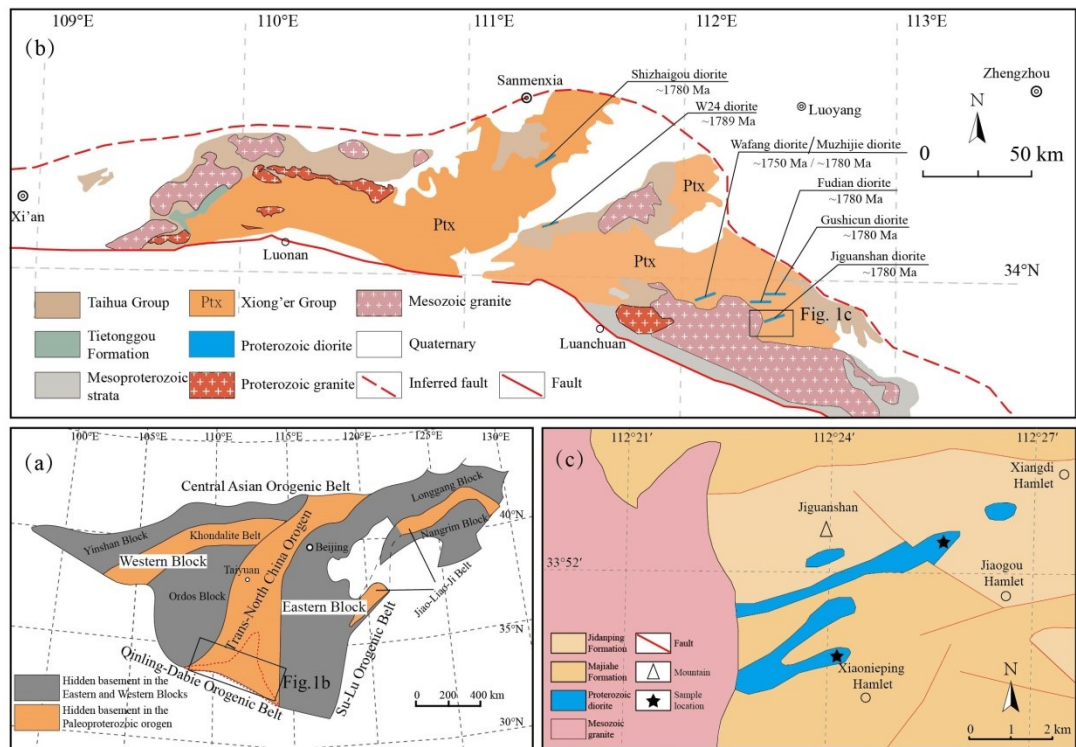 109°E
110°E
111°E
112°E
113°E
(b)
Sanmenxia
Shizhaigou diorite
~1780 Ma
W24 diorite
~1789 Ma
Luoyang
Zhengzhou
N
0 50 km
Wafang diorite / Muzhijie diorite
~1750 Ma / ~1780 Ma
Fudian diorite
~1780 Ma
Gushicun diorite
~1780 Ma
Jiguanshan diorite
~1780 Ma
Xi'an
Ptx
Ptx
Ptx
Luonan
34°N
Fig. 1c
Luanchuan
Taihua Group
Ptx
Xiong'er Group
Mesozoic granite
Tietonggou
Formation
Proterozoic diorite
Quaternary
Mesoproterozoic
strata
Proterozoic granite
Inferred fault
Fault
(a)
100°E
105°E
110°E
115°E
120°E
125°E
130°E
Central Asian Orogenic Belt
Longgang Block
40°N
Yinshan Block
Khondalite Belt
Nangrim Block
Western Block
Beijing
Taiyuan
Trans-North China Orogen
Ordos Block
Eastern Block
Jiao-Liao-Ji Belt
35°N
Qinling-Dabie Orogenic Belt
Su-Lu Orogenic Belt
Fig.1b
Hidden basement in the
Eastern and Western Blocks
Hidden basement in the
Paleoproterozoic orogen
0 200 400 km
30°N
(c)
112°21'
112°24'
112°27'
Xiangdi
Hamlet
Jiguanshan
33°52'
Jiaogou
Hamlet
Jidanping
Formation
Fault
Majiahe
Formation
Mountain
Proterozoic
diorite
Sample
location
Mesozoic
granite
Xiaonieping
Hamlet
N
0 1 2 km